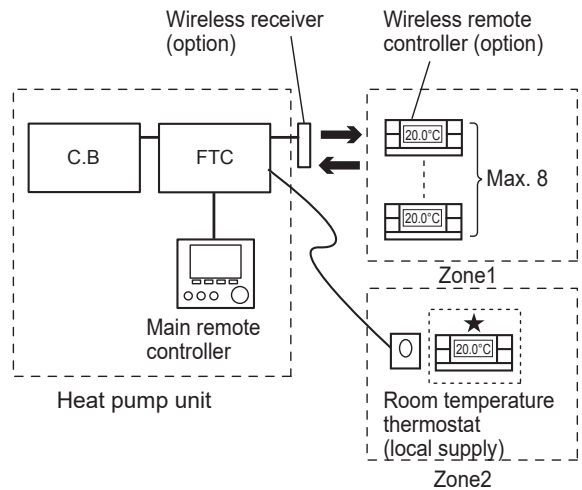 Wireless receiver
(option)
Wireless remote
controller (option)
C.B
FTC
20.0°C
Max. 8
20.0°C
Zone1
Main remote
controller
★
20.0°C
Room temperature
thermostat
(local supply)
Heat pump unit
Zone2